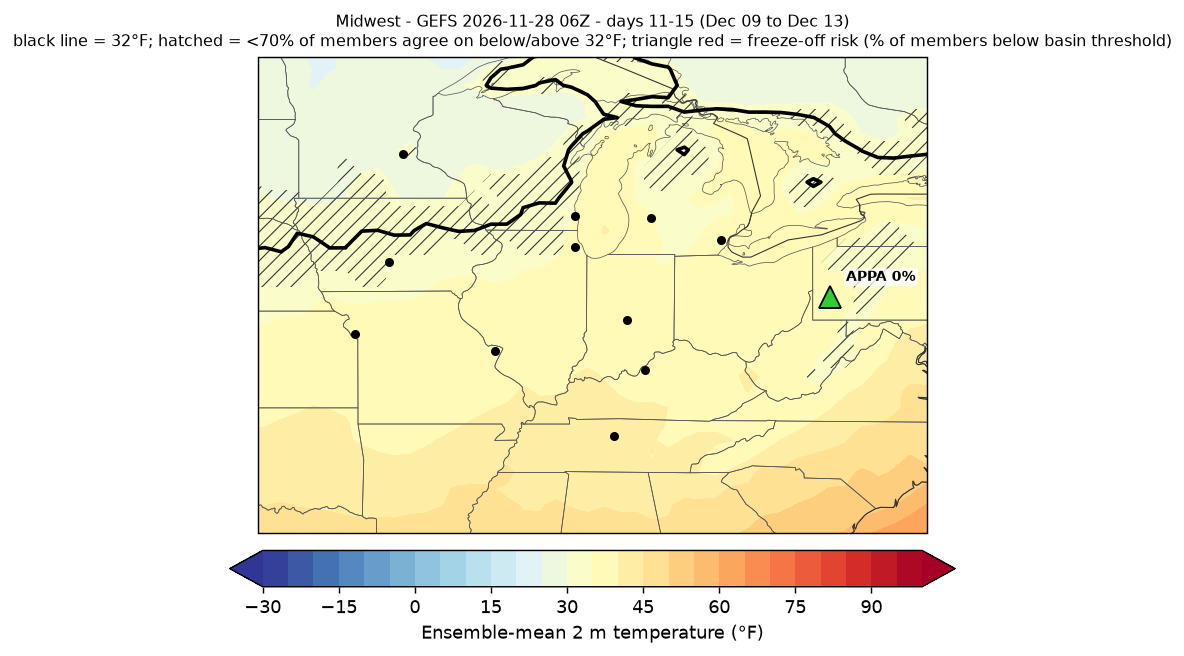 Midwest - GEFS 2026-11-28 06Z - days 11-15 (Dec 09 to Dec 13)
black line = 32°F; hatched = <70% of members agree on below/above 32°F; triangle red = freeze-off risk (% of members below basin threshold)
APPA 0%
−30 −15 0 15 30 45 60 75 90
Ensemble-mean 2 m temperature (°F)